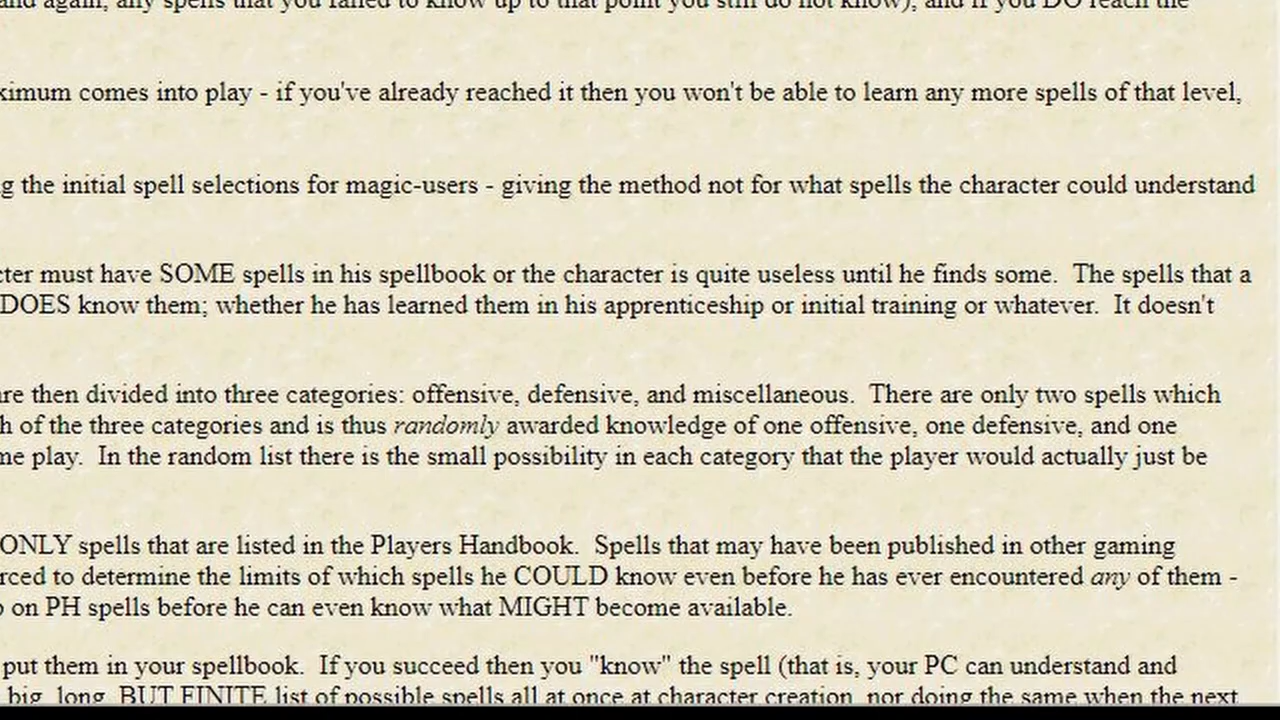 and again, any spells that you failed to know up to that point you still do not know), and if you DO reach the
ximum comes into play - if you've already reached it then you won't be able to learn any more spells of that level,
g the initial spell selections for magic-users - giving the method not for what spells the character could understand
cter must have SOME spells in his spellbook or the character is quite useless until he finds some.  The spells that a
DOES know them; whether he has learned them in his apprenticeship or initial training or whatever.  It doesn't
are then divided into three categories: offensive, defensive, and miscellaneous.  There are only two spells which
h of the three categories and is thus randomly awarded knowledge of one offensive, one defensive, and one
me play.  In the random list there is the small possibility in each category that the player would actually just be
ONLY spells that are listed in the Players Handbook.  Spells that may have been published in other gaming
rced to determine the limits of which spells he COULD know even before he has ever encountered any of them -
o on PH spells before he can even know what MIGHT become available.
put them in your spellbook.  If you succeed then you "know" the spell (that is, your PC can understand and
big, long, BUT FINITE list of possible spells all at once at character creation, nor doing the same when the next